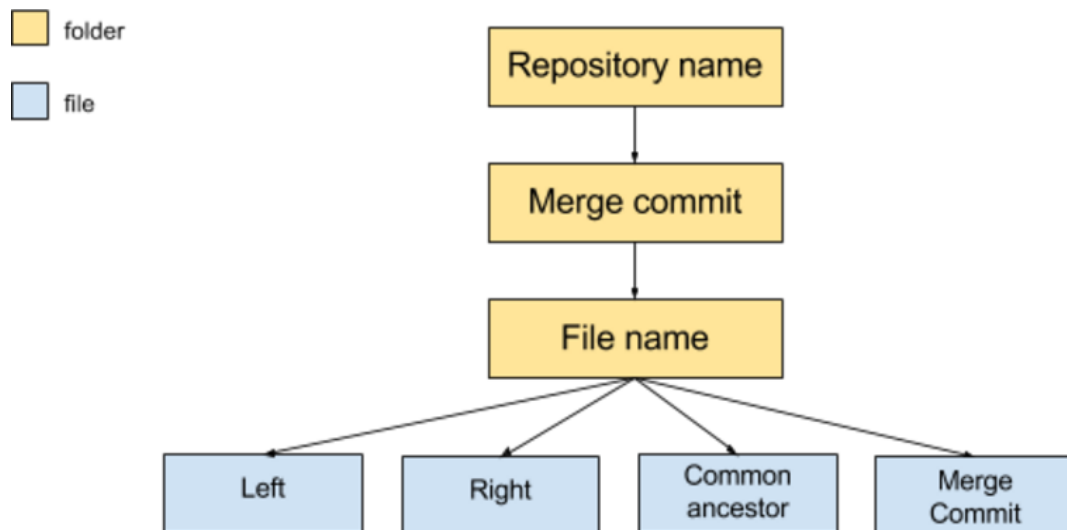 folder
file
Repository name
Merge commit
File name
Left
Right
Common
ancestor
Merge
Commit